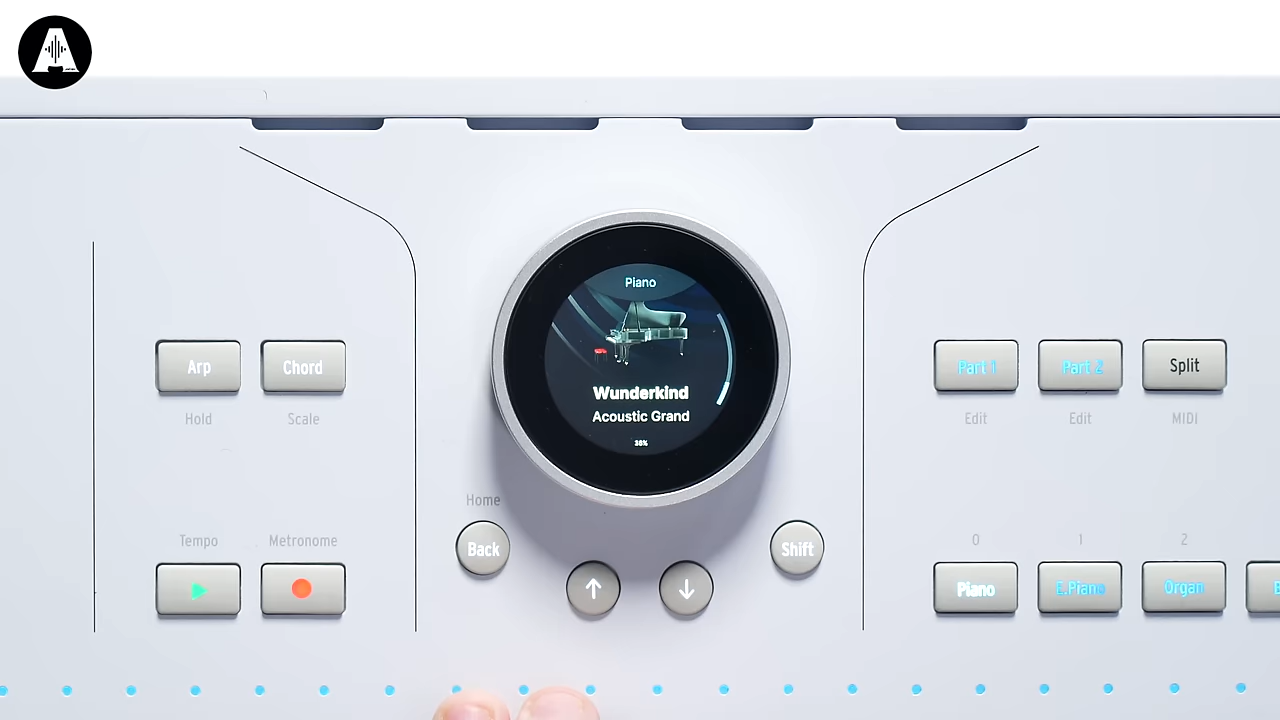 Piano
Wunderkind
Acoustic Grand
38%
Arp
Chord
Hold
Scale
Tempo
Metronome
Home
Back
Shift
Part 1
Part 2
Split
Edit
Edit
MIDI
0
1
2
Piano
E.Piano
Organ